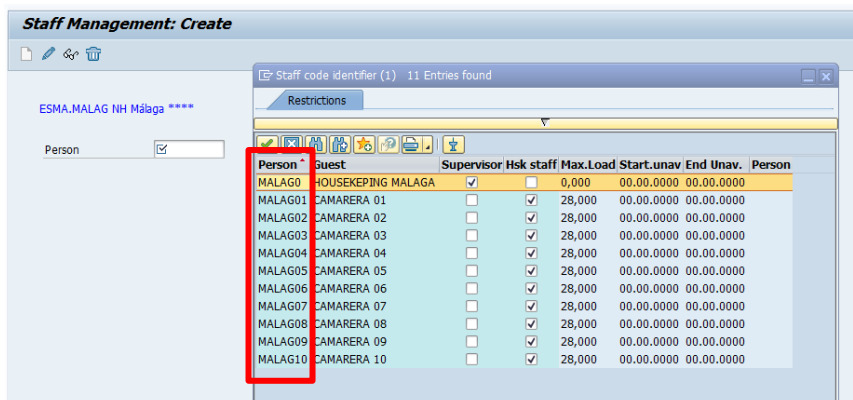 Staff Management: Create
Staff code identifier (1) 11 Entries found
Restrictions
ESMA.MALAG NH Málaga ****
Person
Person Guest Supervisor Hsk staff Max.Load Start.unav End Unav. Person
MALAG0 HOUSEKEPING MALAGA 0,000 00.00.0000 00.00.0000
MALAG01 CAMARERA 01 28,000 00.00.0000 00.00.0000
MALAG02 CAMARERA 02 28,000 00.00.0000 00.00.0000
MALAG03 CAMARERA 03 28,000 00.00.0000 00.00.0000
MALAG04 CAMARERA 04 28,000 00.00.0000 00.00.0000
MALAG05 CAMARERA 05 28,000 00.00.0000 00.00.0000
MALAG06 CAMARERA 06 28,000 00.00.0000 00.00.0000
MALAG07 CAMARERA 07 28,000 00.00.0000 00.00.0000
MALAG08 CAMARERA 08 28,000 00.00.0000 00.00.0000
MALAG09 CAMARERA 09 28,000 00.00.0000 00.00.0000
MALAG10 CAMARERA 10 28,000 00.00.0000 00.00.0000